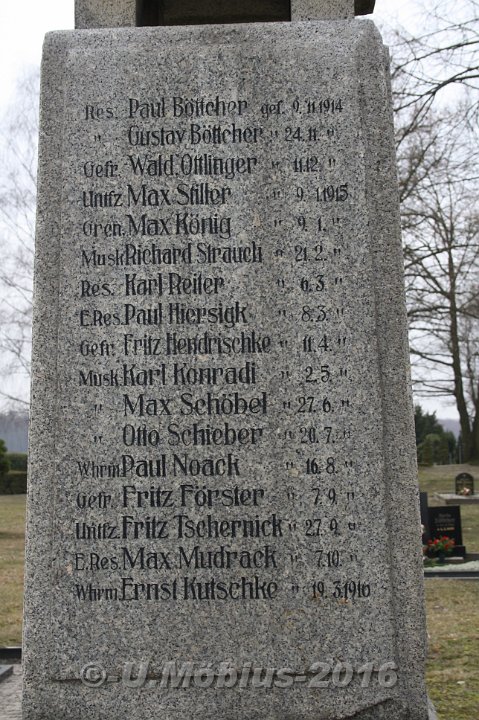 Res. Paul Böttcher gef. 9.11.1914
" Gustav Böttcher " 24.11. "
Gefr. Wald. Ottlinger " 11.12. "
Untfz. Max Stiller " 9.1.1915
Gren. Max König " 9.1. "
Musk. Richard Strauch " 21.2. "
Res. Karl Reiter " 6.3. "
E.Res. Paul Hiersigk " 8.3. "
Gefr. Fritz Hendrischke " 11.4. "
Musk. Karl Konradi " 2.5. "
" Max Schöbel " 27.6. "
" Otto Schieber " 20.7. "
Whrm. Paul Noack " 16.8. "
Gefr. Fritz Förster " 7.9. "
Untfz. Fritz Tschernick " 27.9. "
E.Res. Max Mudrack " 7.10. "
Whrm. Ernst Kutschke " 19.3.1916
©-U.Möbius-2016